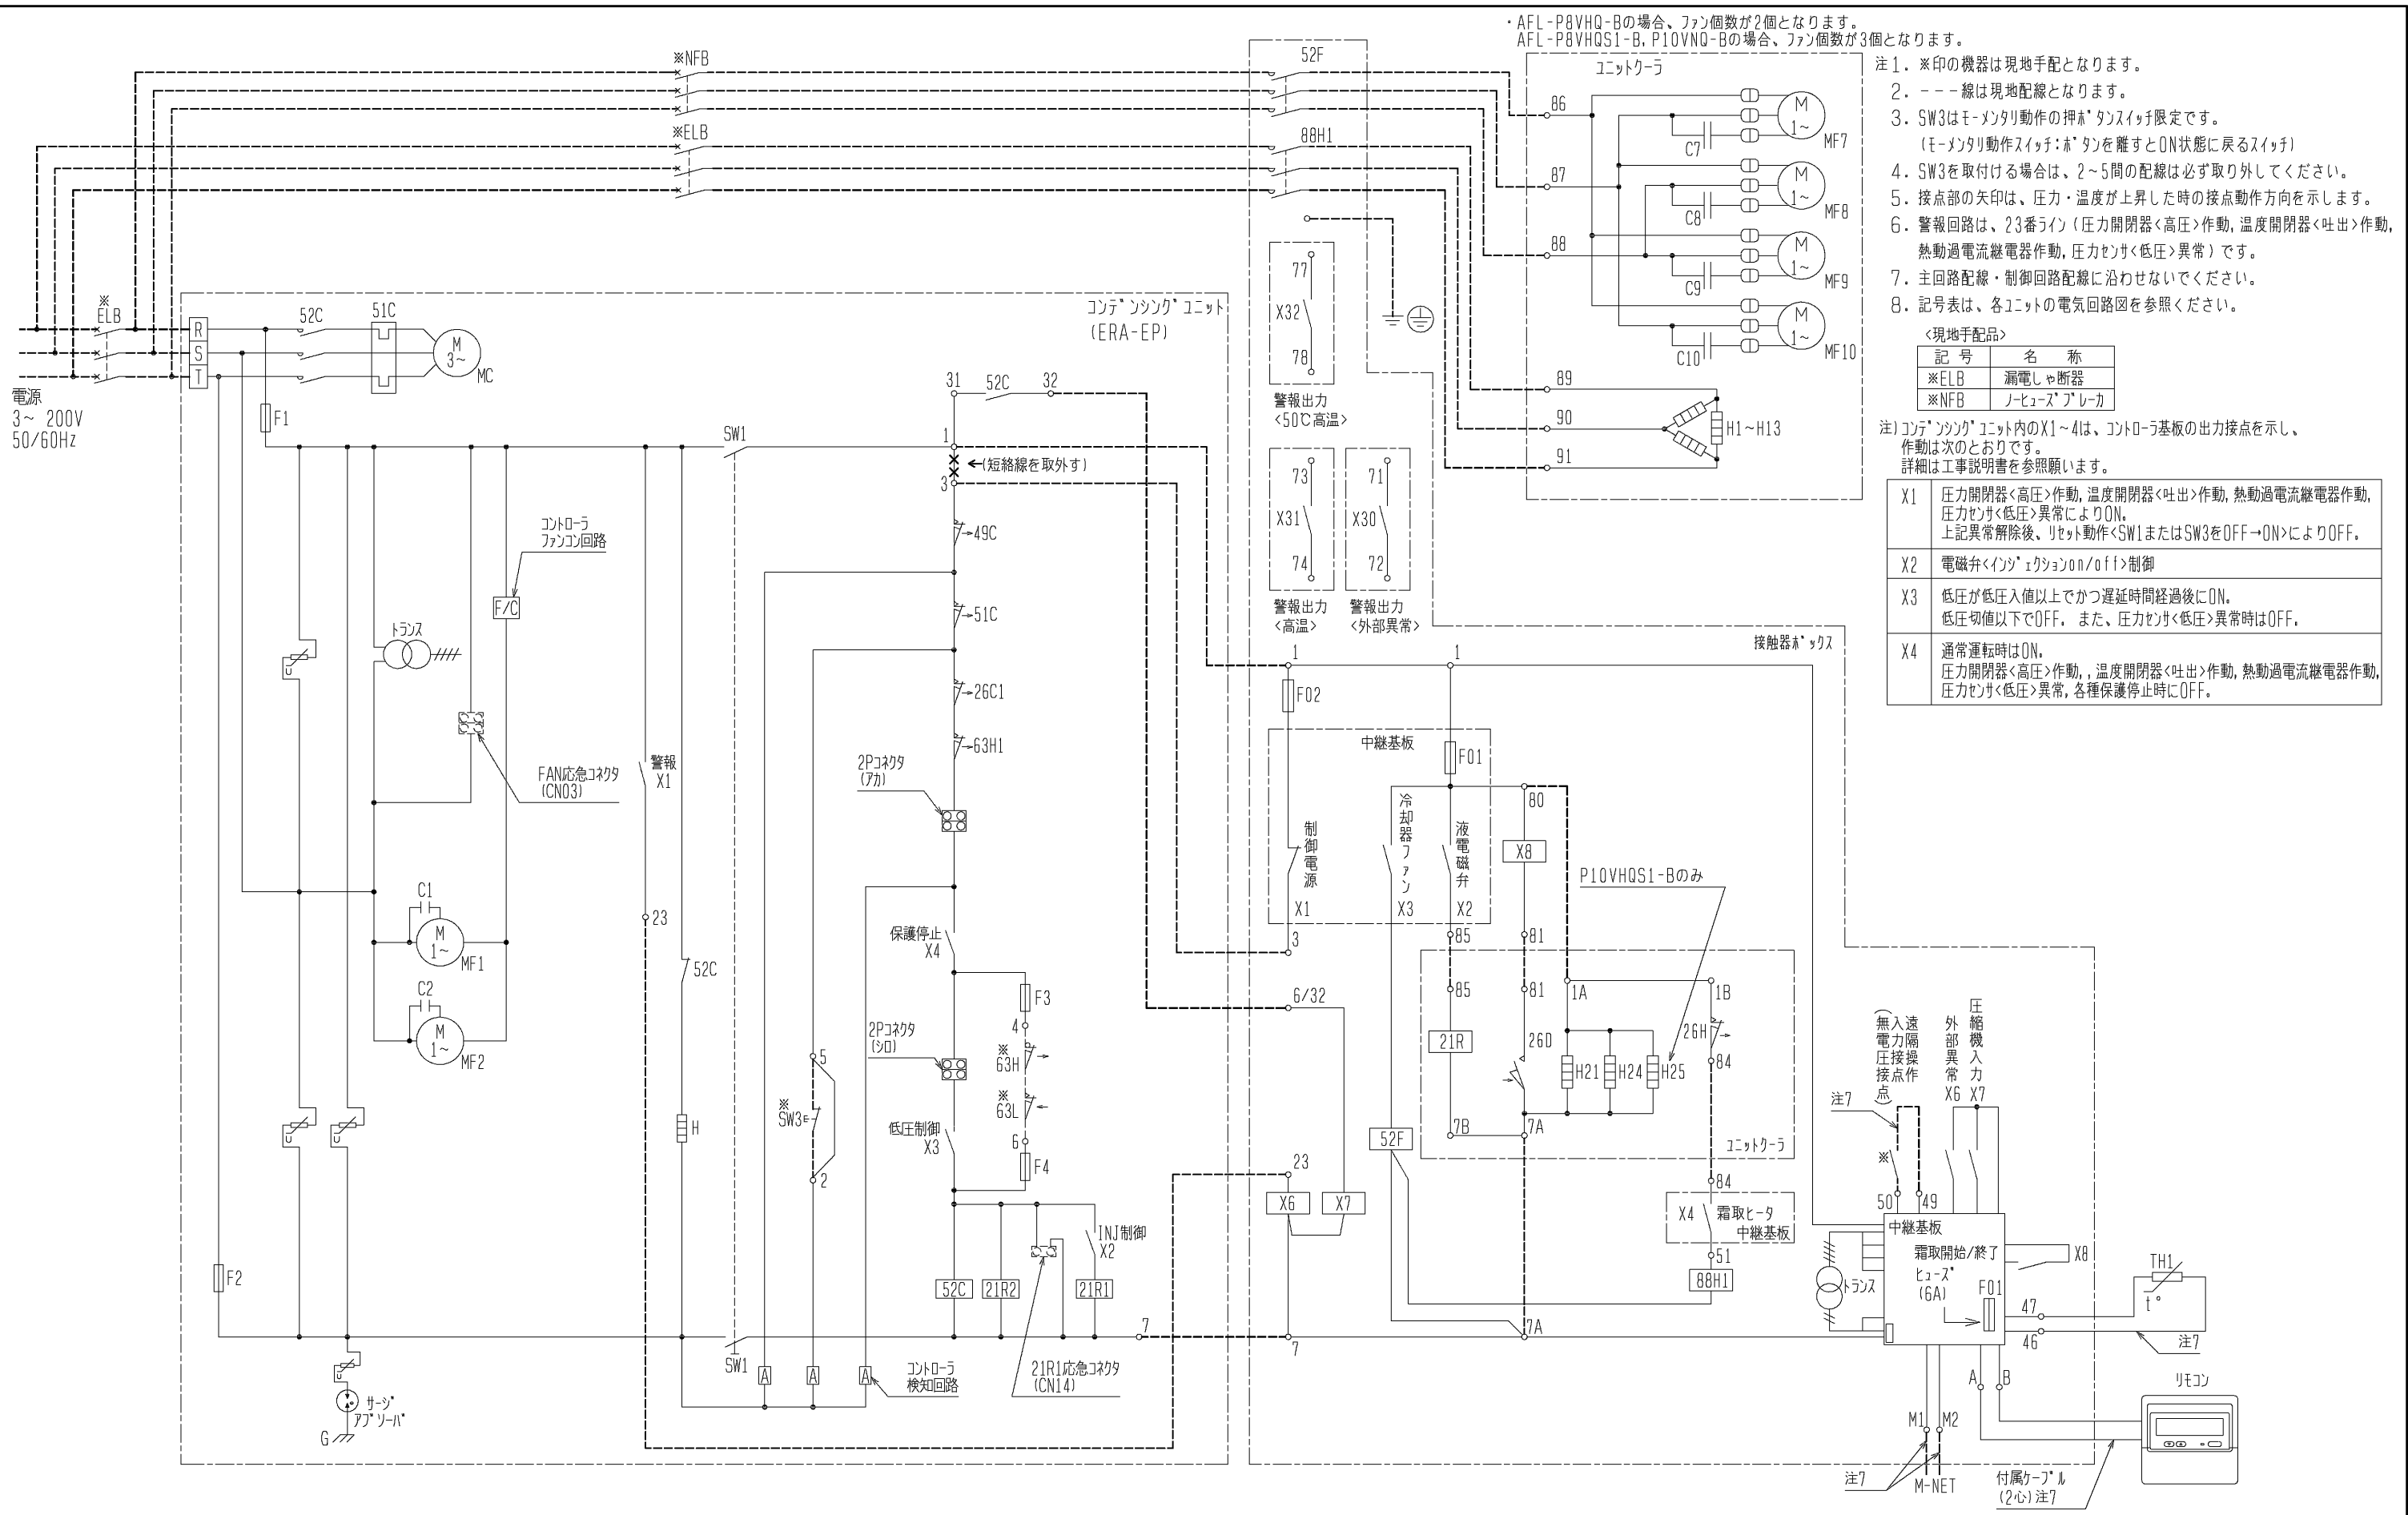 ・AFL-P8VHQ-Bの場合、ファン個数が2個となります。
AFL-P8VHQS1-B, P10VNQ-Bの場合、ファン個数が3個となります。
注1. ※印の機器は現地手配となります。
2. ---線は現地配線となります。
3. SW3はモーメンタリ動作の押ボタンスイッチ限定です。
(モーメンタリ動作スイッチ:ボタンを離すとON状態に戻るスイッチ)
4. SW3を取付ける場合は、2～5間の配線は必ず取り外してください。
5. 接点部の矢印は、圧力・温度が上昇した時の接点動作方向を示します。
6. 警報回路は、23番ライン(圧力開閉器<高圧>作動,温度開閉器<吐出>作動,
熱動過電流継電器作動,圧力センサ<低圧>異常)です。
7. 主回路配線・制御回路配線に沿わせないでください。
8. 記号表は、各ユニットの電気回路図を参照ください。
<現地手配品>
記 号 名 称
※ELB 漏電しゃ断器
※NFB ノーヒューズブレーカ
注)コンデンシングユニット内のX1～4は、コントローラ基板の出力接点を示し、
作動は次のとおりです。
詳細は工事説明書を参照願います。
X1 圧力開閉器<高圧>作動,温度開閉器<吐出>作動,熱動過電流継電器作動,
圧力センサ<低圧>異常によりON。
上記異常解除後、リセット動作<SW1またはSW3をOFF→ON>によりOFF。
X2 電磁弁<インジェクションon/off>制御
X3 低圧が低圧入値以上でかつ遅延時間経過後にON。
低圧切値以下でOFF. また、圧力センサ<低圧>異常時はOFF.
X4 通常運転時はON。
圧力開閉器<高圧>作動,,温度開閉器<吐出>作動,熱動過電流継電器作動,
圧力センサ<低圧>異常,各種保護停止時にOFF。
※NFB
※ELB
52F
88H1
ユニットクーラ
86
87
88
89
90
91
M
1～
MF7
C7
M
1～
MF8
C8
M
1～
MF9
C9
M
1～
MF10
C10
H1～H13
77
X32
78
警報出力
<50℃高温>
73
X31
74
警報出力
<高温>
71
X30
72
警報出力
<外部異常>
電源
3～ 200V
50/60Hz
※
ELB
R
S
T
52C
51C
M
3～
MC
コンデンシングユニット
(ERA-EP)
F1
F2
SW1
31
52C
32
1
(短絡線を取外す)
3
49C
51C
26C1
63H1
コントローラ
ファンコン回路
F/C
トランス
FAN応急コネクタ
(CN03)
警報
X1
2Pコネクタ
(アカ)
C1
M
1～
MF1
C2
M
1～
MF2
23
52C
H
保護停止
X4
F3
4
※
63H
※
63L
6
F4
2Pコネクタ
(シロ)
低圧制御
X3
5
※
SW3
2
INJ制御
X2
52C
21R2
21R1
7
SW1
A
A
A
コントローラ
検知回路
21R1応急コネクタ
(CN14)
サージ
アブソーバ
G
接触器ボックス
1
1
F02
中継基板
F01
制御電源
X1
冷却器ファン
X3
液電磁弁
X2
80
X8
P10VHQS1-Bのみ
3
85
81
85
81
1A
1B
6/32
21R
26D
26H
84
H21
H24
H25
7B
7A
ユニットクーラ
52F
23
X6
X7
84
X4
霜取ヒータ
中継基板
51
88H1
7
7A
(無電圧接点)
入力接点
遠隔操作
外部異常
X6
圧縮機入力
X7
注7
※
50
49
中継基板
霜取開始/終了
ヒューズ
(6A)
F01
X8
トランス
TH1
t°
47
46
注7
A
B
リモコン
M1
M2
注7
M-NET
付属ケーブル
(2心)注7